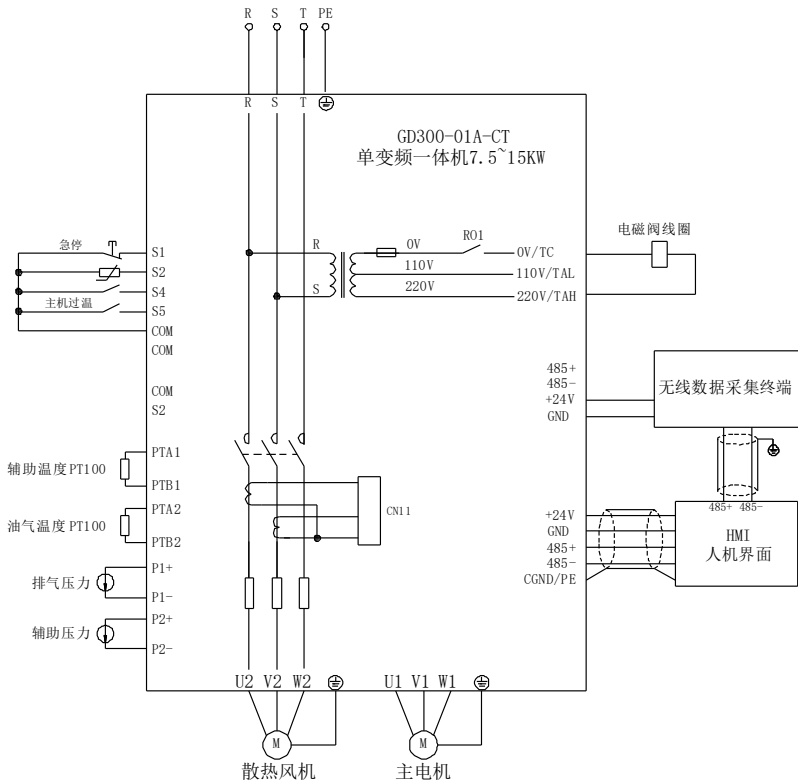 R S T PE
R S T
GD300-01A-CT
单变频一体机7.5~15KW
急停
S1
S2
S4
主机过温
S5
COM
COM
COM
S2
R
S
0V
110V
220V
RO1
0V/TC
110V/TAL
220V/TAH
电磁阀线圈
485+
485-
+24V
GND
无线数据采集终端
485+ 485-
辅助温度PT100
PTA1
PTB1
油气温度PT100
PTA2
PTB2
排气压力
P1+
P1-
辅助压力
P2+
P2-
CN11
+24V
GND
485+
485-
CGND/PE
HMI
人机界面
U2 V2 W2
U1 V1 W1
M
M
散热风机
主电机